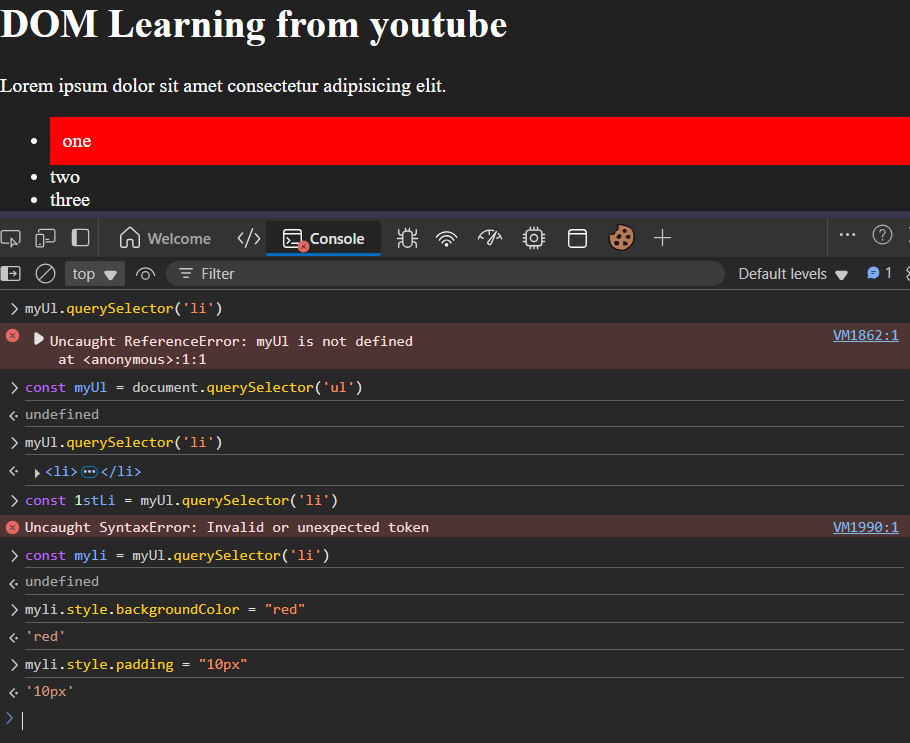 DOM Learning from youtube
Lorem ipsum dolor sit amet consectetur adipisicing elit.
one
two
three
Welcome
Console
top
Filter
Default levels
1
myUl.querySelector('li')
Uncaught ReferenceError: myUl is not defined
VM1862:1
at <anonymous>:1:1
const myUl = document.querySelector('ul')
undefined
myUl.querySelector('li')
<li>…</li>
const 1stLi = myUl.querySelector('li')
Uncaught SyntaxError: Invalid or unexpected token
VM1990:1
const myli = myUl.querySelector('li')
undefined
myli.style.backgroundColor = "red"
'red'
myli.style.padding = "10px"
'10px'